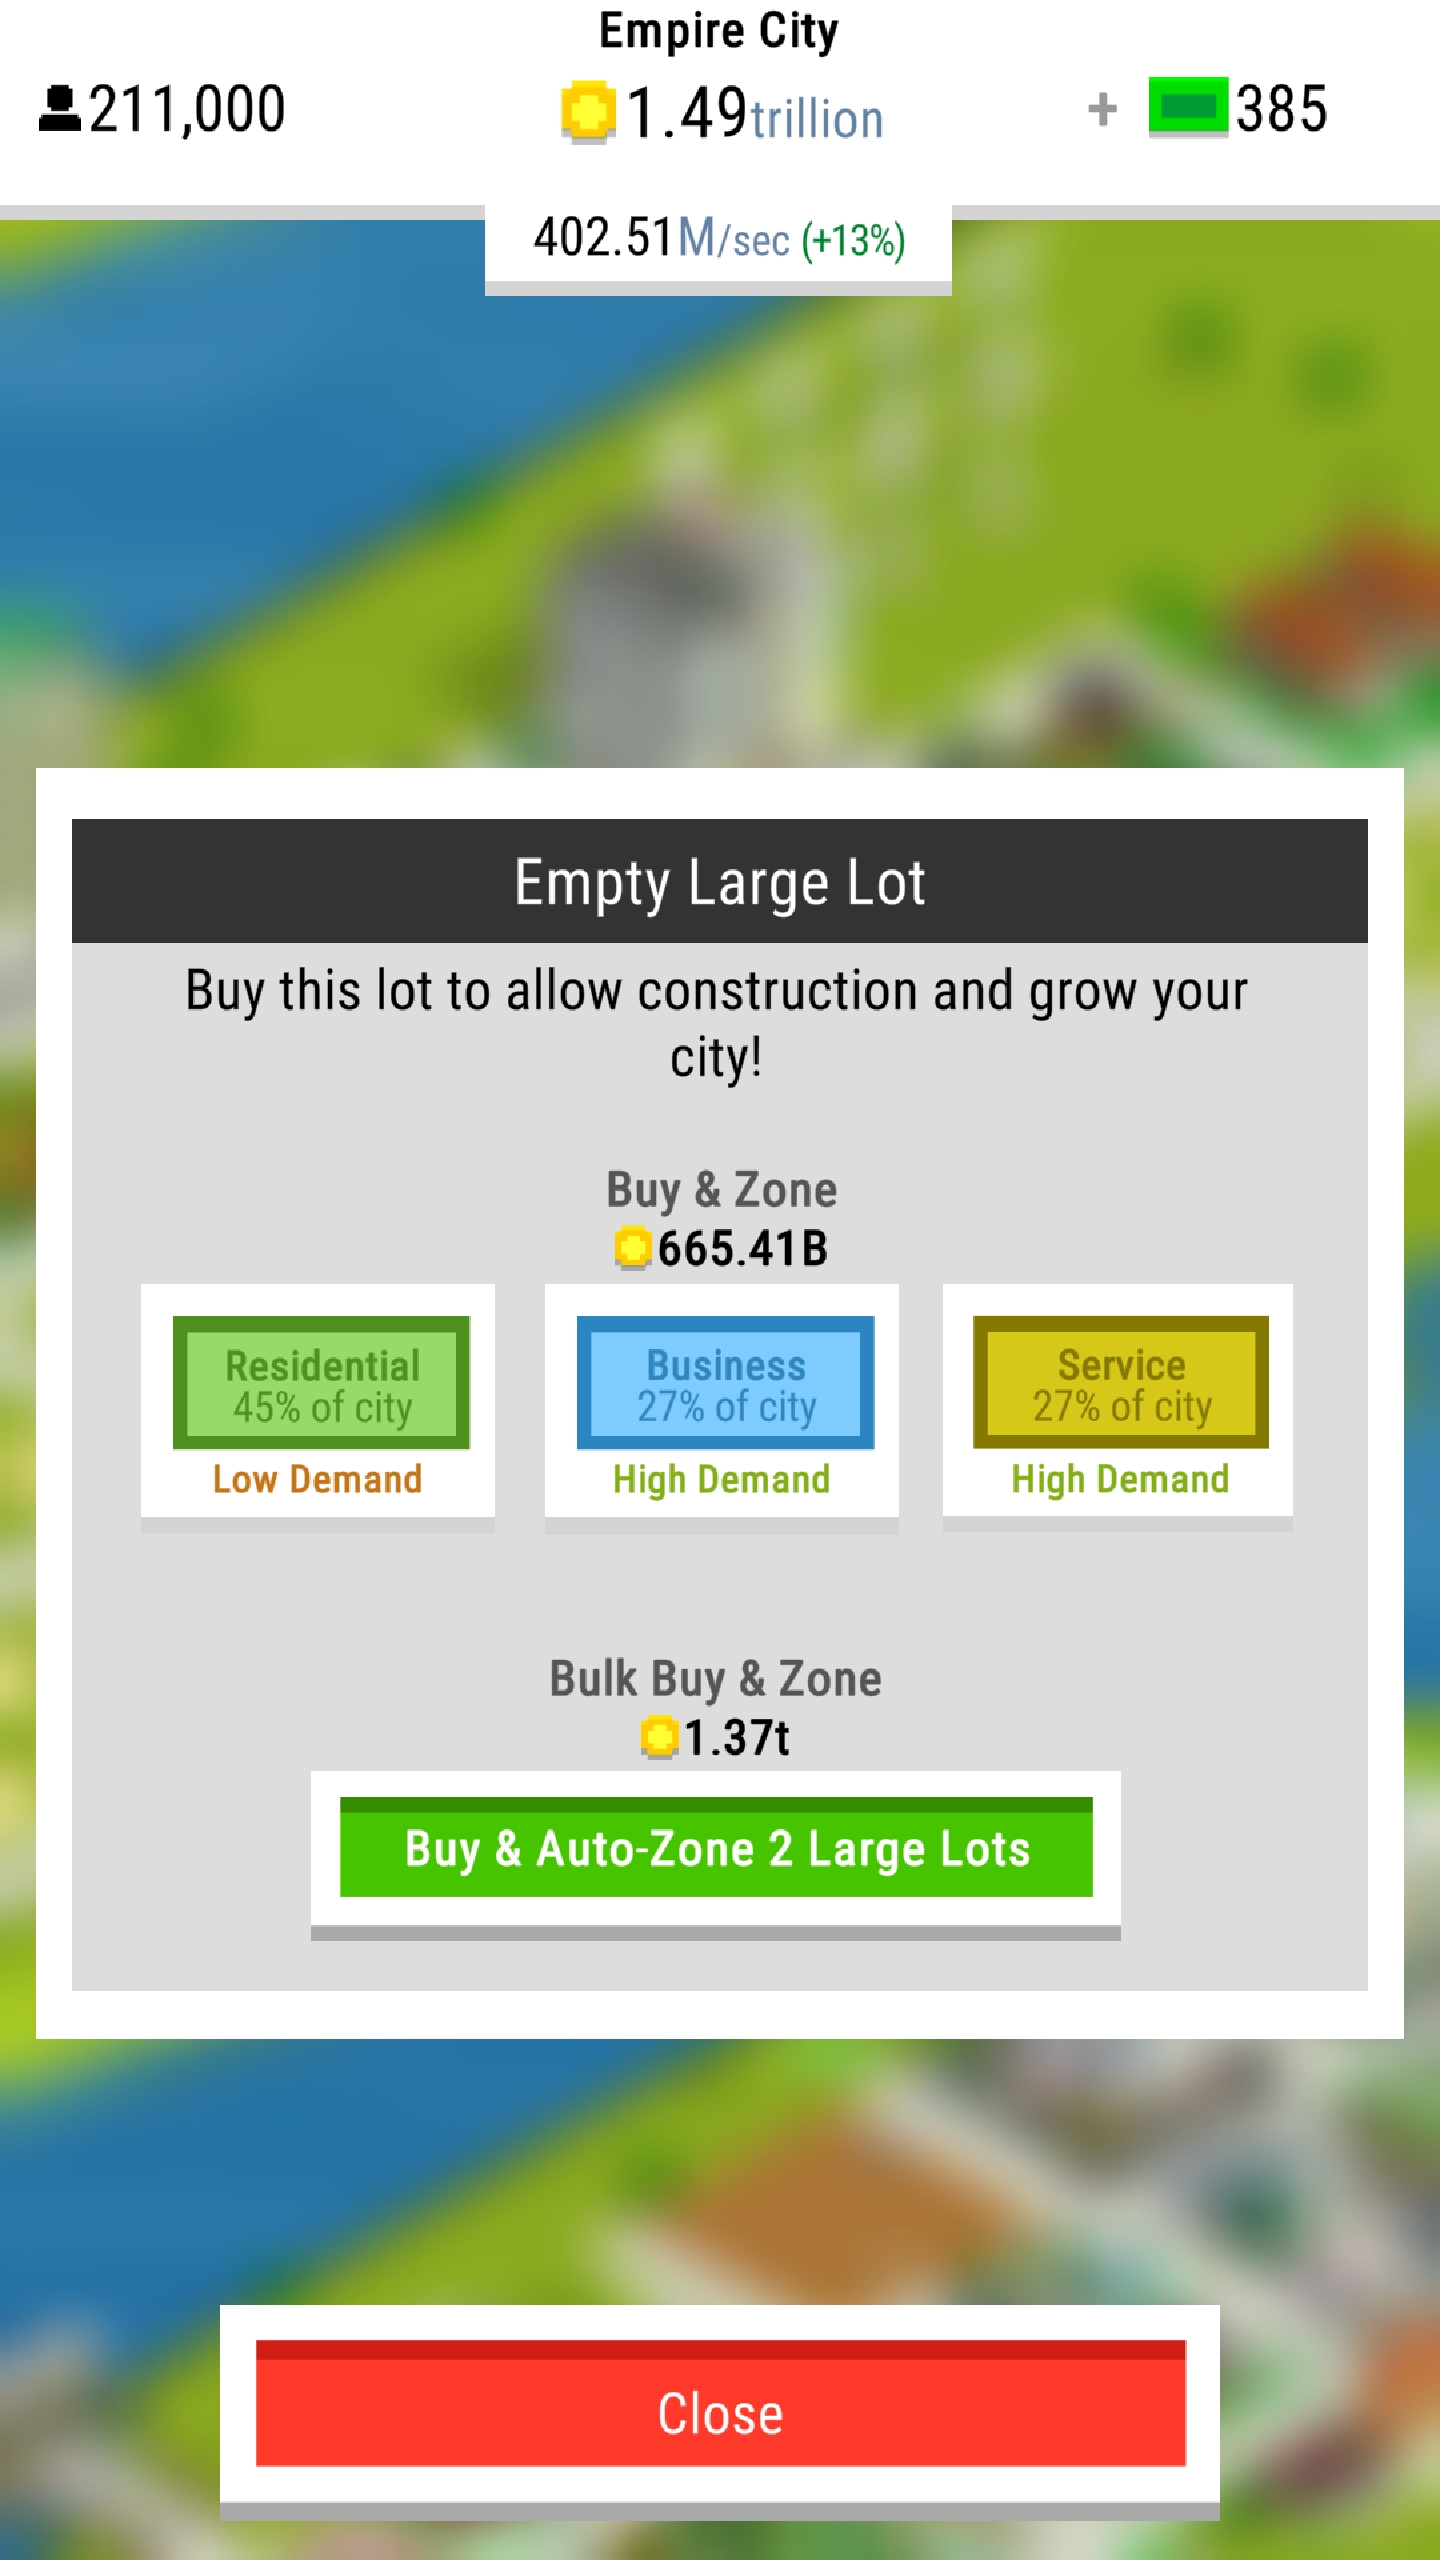 Empire City
211,000
1.49trillion
+ 385
402.51M/sec (+13%)
Empty Large Lot
Buy this lot to allow construction and grow your
city!
Buy & Zone
665.41B
Residential
45% of city
Low Demand
Business
27% of city
High Demand
Service
27% of city
High Demand
Bulk Buy & Zone
1.37t
Buy & Auto-Zone 2 Large Lots
Close